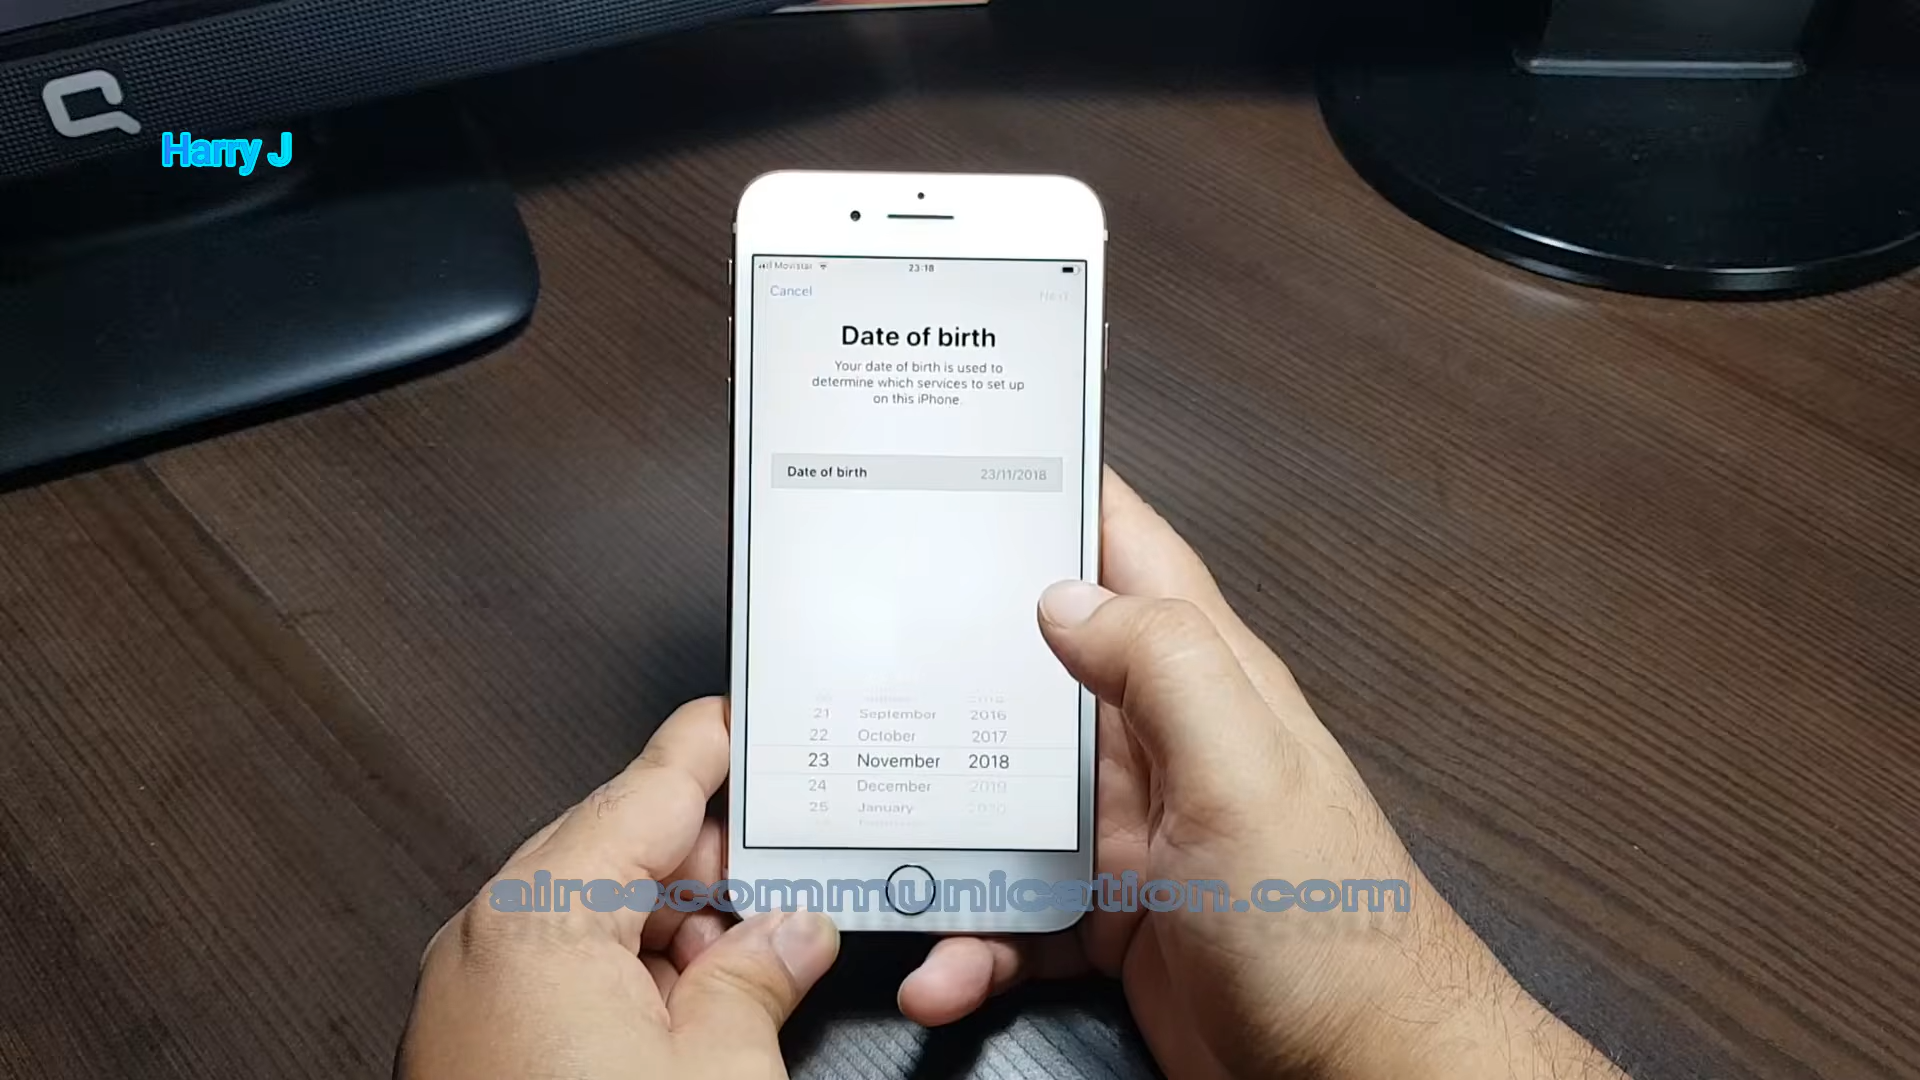 Harry J
Movistar
23:18
Cancel
Next
Date of birth
Your date of birth is used to
determine which services to set up
on this iPhone.
Date of birth 23/11/2018
21 September 2016
22 October 2017
23 November 2018
24 December 2019
25 January 2020
airescommunication.com